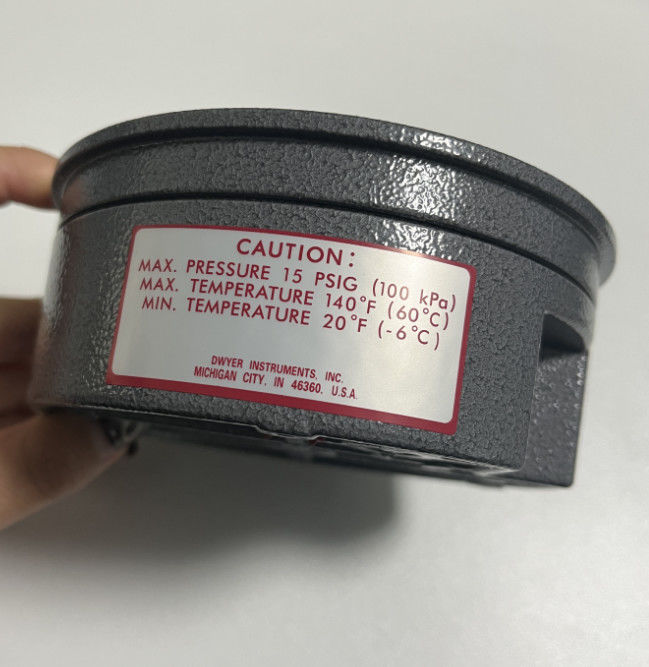 CAUTION:
MAX. PRESSURE 15 PSIG (100 kPa)
MAX. TEMPERATURE 140°F (60°C)
MIN. TEMPERATURE 20°F (-6°C)
DWYER INSTRUMENTS, INC.
MICHIGAN CITY, IN 46360, U.S.A.